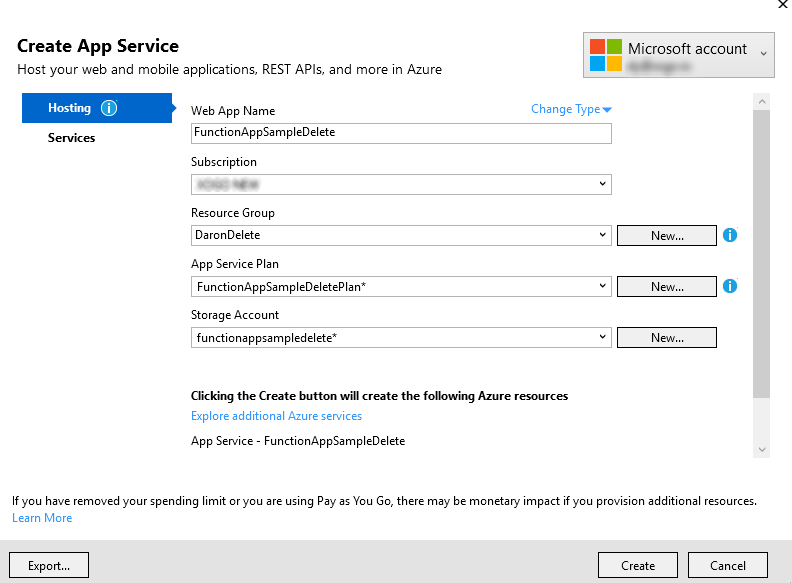 Create App Service
Host your web and mobile applications, REST APIs, and more in Azure
Microsoft account
Hosting
Services
Web App Name
Change Type
FunctionAppSampleDelete
Subscription
Resource Group
DaronDelete
New...
App Service Plan
FunctionAppSampleDeletePlan*
New...
Storage Account
functionappsampledelete*
New...
Clicking the Create button will create the following Azure resources
Explore additional Azure services
App Service - FunctionAppSampleDelete
If you have removed your spending limit or you are using Pay as You Go, there may be monetary impact if you provision additional resources.
Learn More
Export...
Create
Cancel